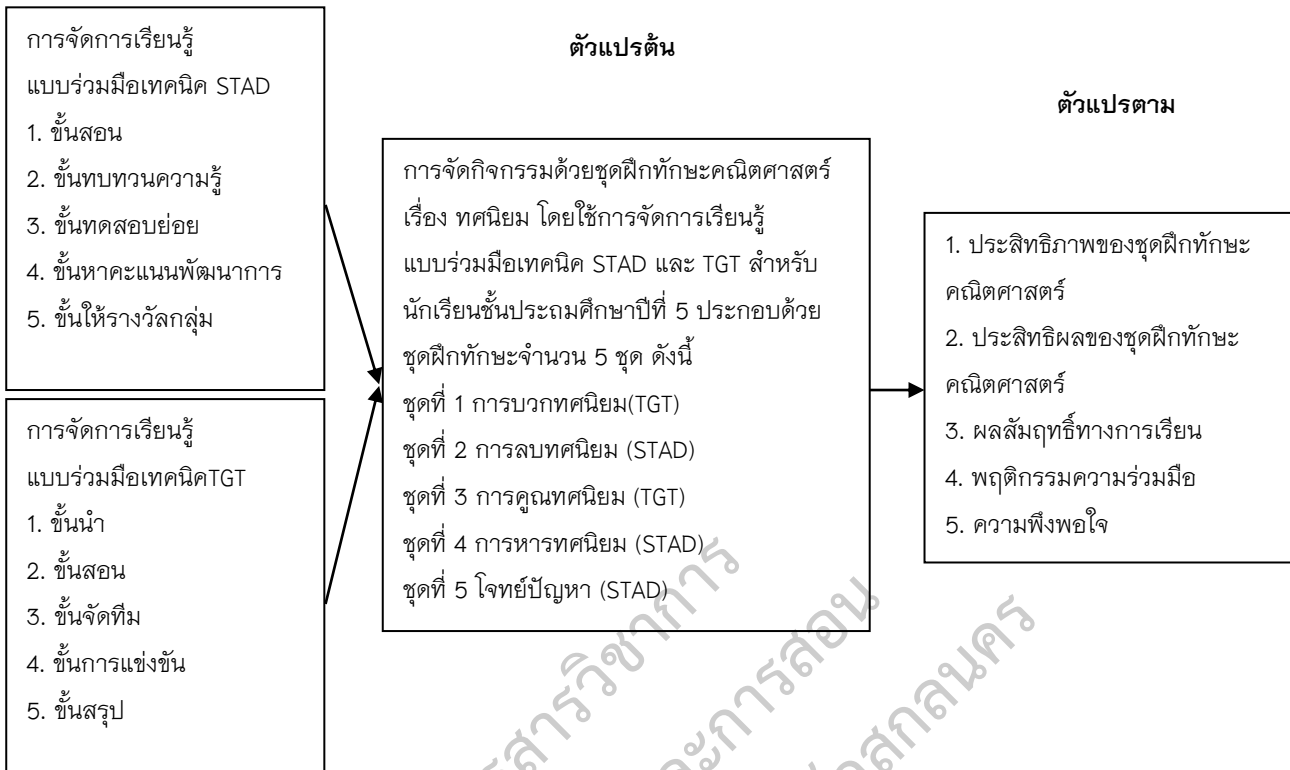 การจัดการเรียนรู้
แบบร่วมมือเทคนิค STAD
1. ขั้นสอน
2. ขั้นทบทวนความรู้
3. ขั้นทดสอบย่อย
4. ขั้นหาคะแนนพัฒนาการ
5. ขั้นให้รางวัลกลุ่ม
การจัดการเรียนรู้
แบบร่วมมือเทคนิคTGT
1. ขั้นนำ
2. ขั้นสอน
3. ขั้นจัดทีม
4. ขั้นการแข่งขัน
5. ขั้นสรุป
ตัวแปรต้น
การจัดกิจกรรมด้วยชุดฝึกทักษะคณิตศาสตร์
เรื่อง ทศนิยม โดยใช้การจัดการเรียนรู้
แบบร่วมมือเทคนิค STAD และ TGT สำหรับ
นักเรียนชั้นประถมศึกษาปีที่ 5 ประกอบด้วย
ชุดฝึกทักษะจำนวน 5 ชุด ดังนี้
ชุดที่ 1 การบวกทศนิยม(TGT)
ชุดที่ 2 การลบทศนิยม (STAD)
ชุดที่ 3 การคูณทศนิยม (TGT)
ชุดที่ 4 การหารทศนิยม (STAD)
ชุดที่ 5 โจทย์ปัญหา (STAD)
ตัวแปรตาม
1. ประสิทธิภาพของชุดฝึกทักษะ
คณิตศาสตร์
2. ประสิทธิผลของชุดฝึกทักษะ
คณิตศาสตร์
3. ผลสัมฤทธิ์ทางการเรียน
4. พฤติกรรมความร่วมมือ
5. ความพึงพอใจ